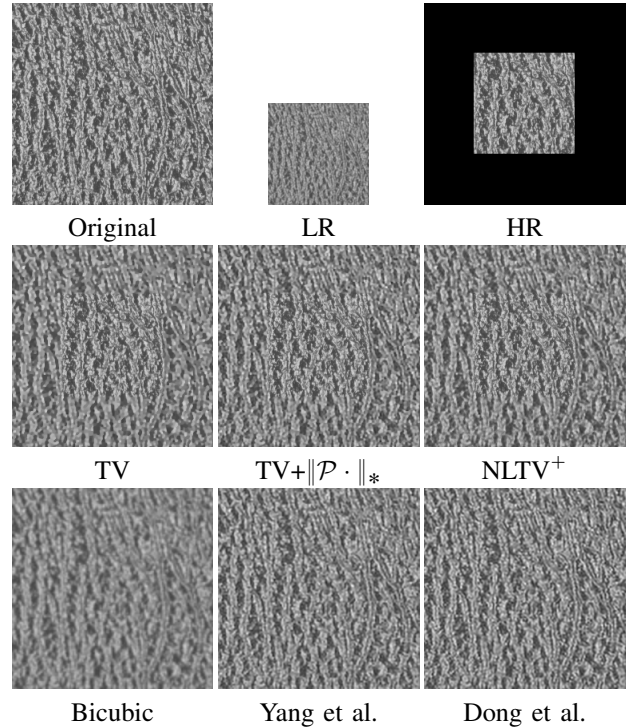 Original LR HR
TV TV+‖𝒫 · ‖∗ NLTV⁺
Bicubic Yang et al. Dong et al.